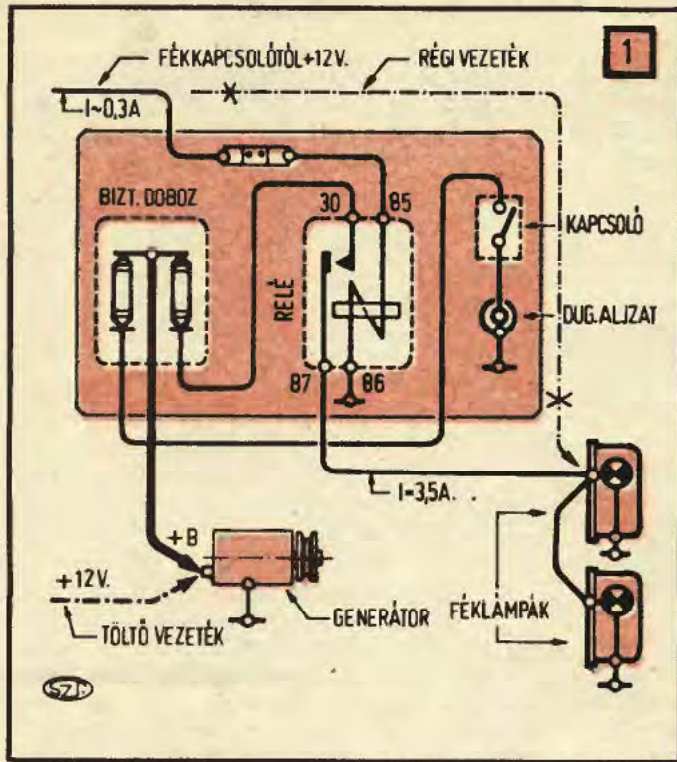 1
FÉKKAPCSOLÓTÓL+12V.
RÉGI VEZETÉK
I~0,3A
BIZT. DOBOZ
30
85
KAPCSOLÓ
RELÉ
DUG.ALJZAT
87
86
I=3,5A.
+B
+12V.
GENERÁTOR
FÉKLÁMPÁK
TÖLTŐ VEZETÉK
SZT.